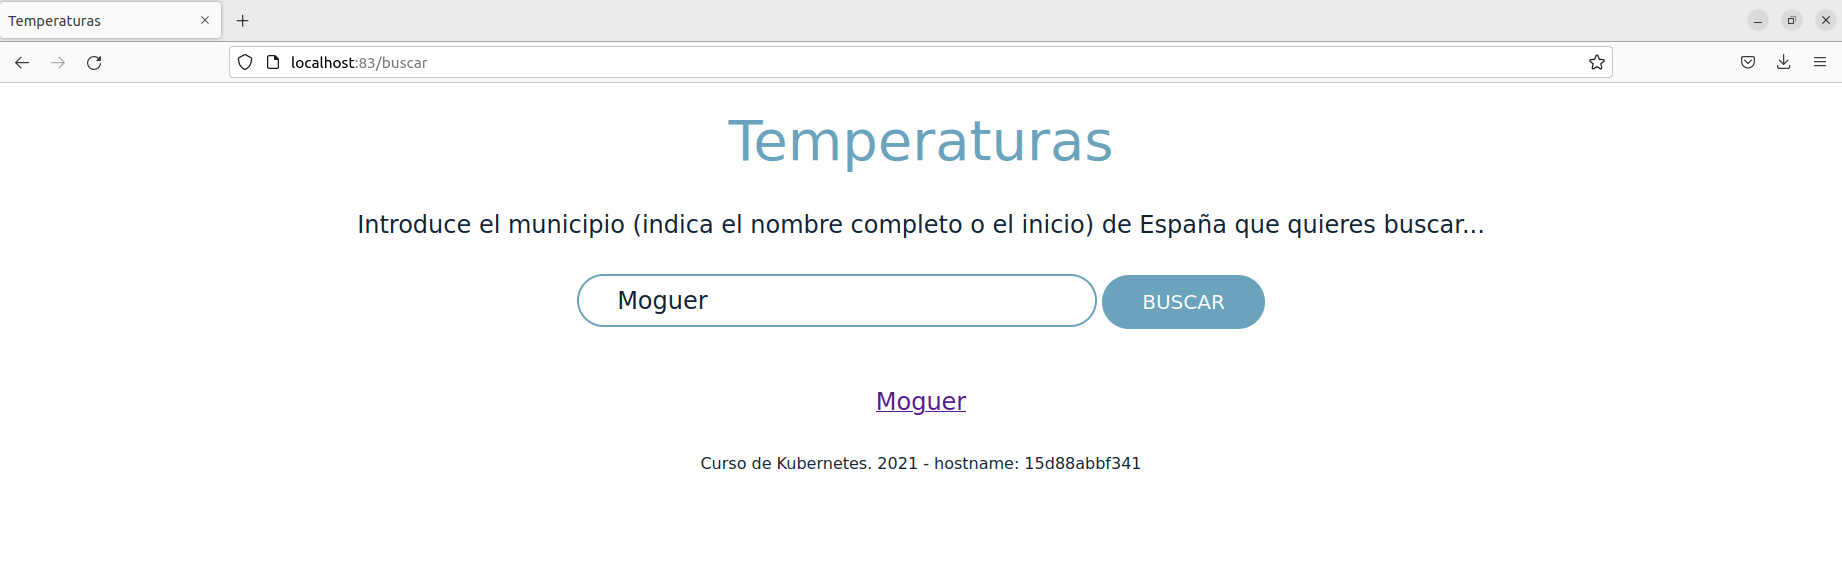 Temperaturas
localhost:83/buscar
Temperaturas
Introduce el municipio (indica el nombre completo o el inicio) de España que quieres buscar...
Moguer BUSCAR
Moguer
Curso de Kubernetes. 2021 - hostname: 15d88abbf341